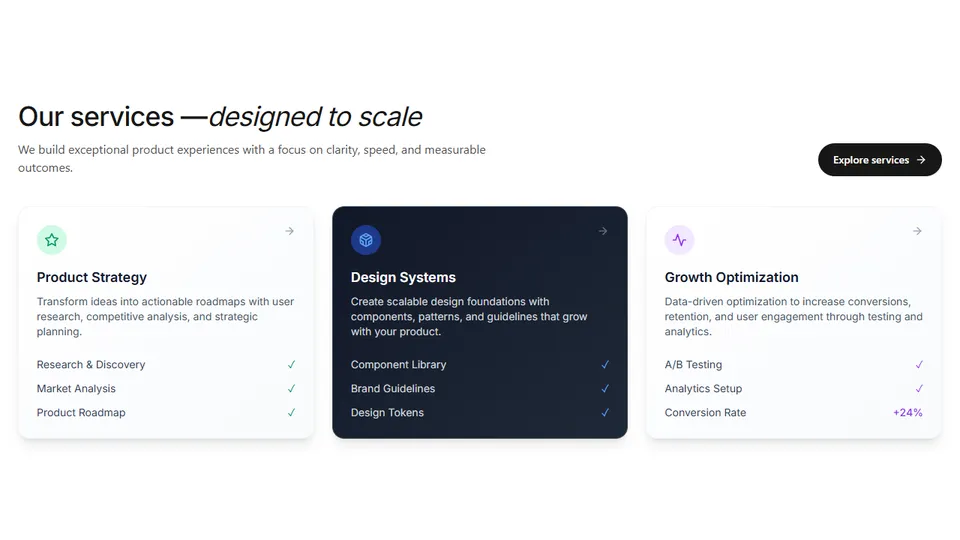 Our services —designed to scale
We build exceptional product experiences with a focus on clarity, speed, and measurable
outcomes.
Explore services →
Product Strategy
Transform ideas into actionable roadmaps with user
research, competitive analysis, and strategic
planning.
Research & Discovery ✓
Market Analysis ✓
Product Roadmap ✓
Design Systems
Create scalable design foundations with
components, patterns, and guidelines that grow
with your product.
Component Library ✓
Brand Guidelines ✓
Design Tokens ✓
Growth Optimization
Data-driven optimization to increase conversions,
retention, and user engagement through testing and
analytics.
A/B Testing ✓
Analytics Setup ✓
Conversion Rate +24%